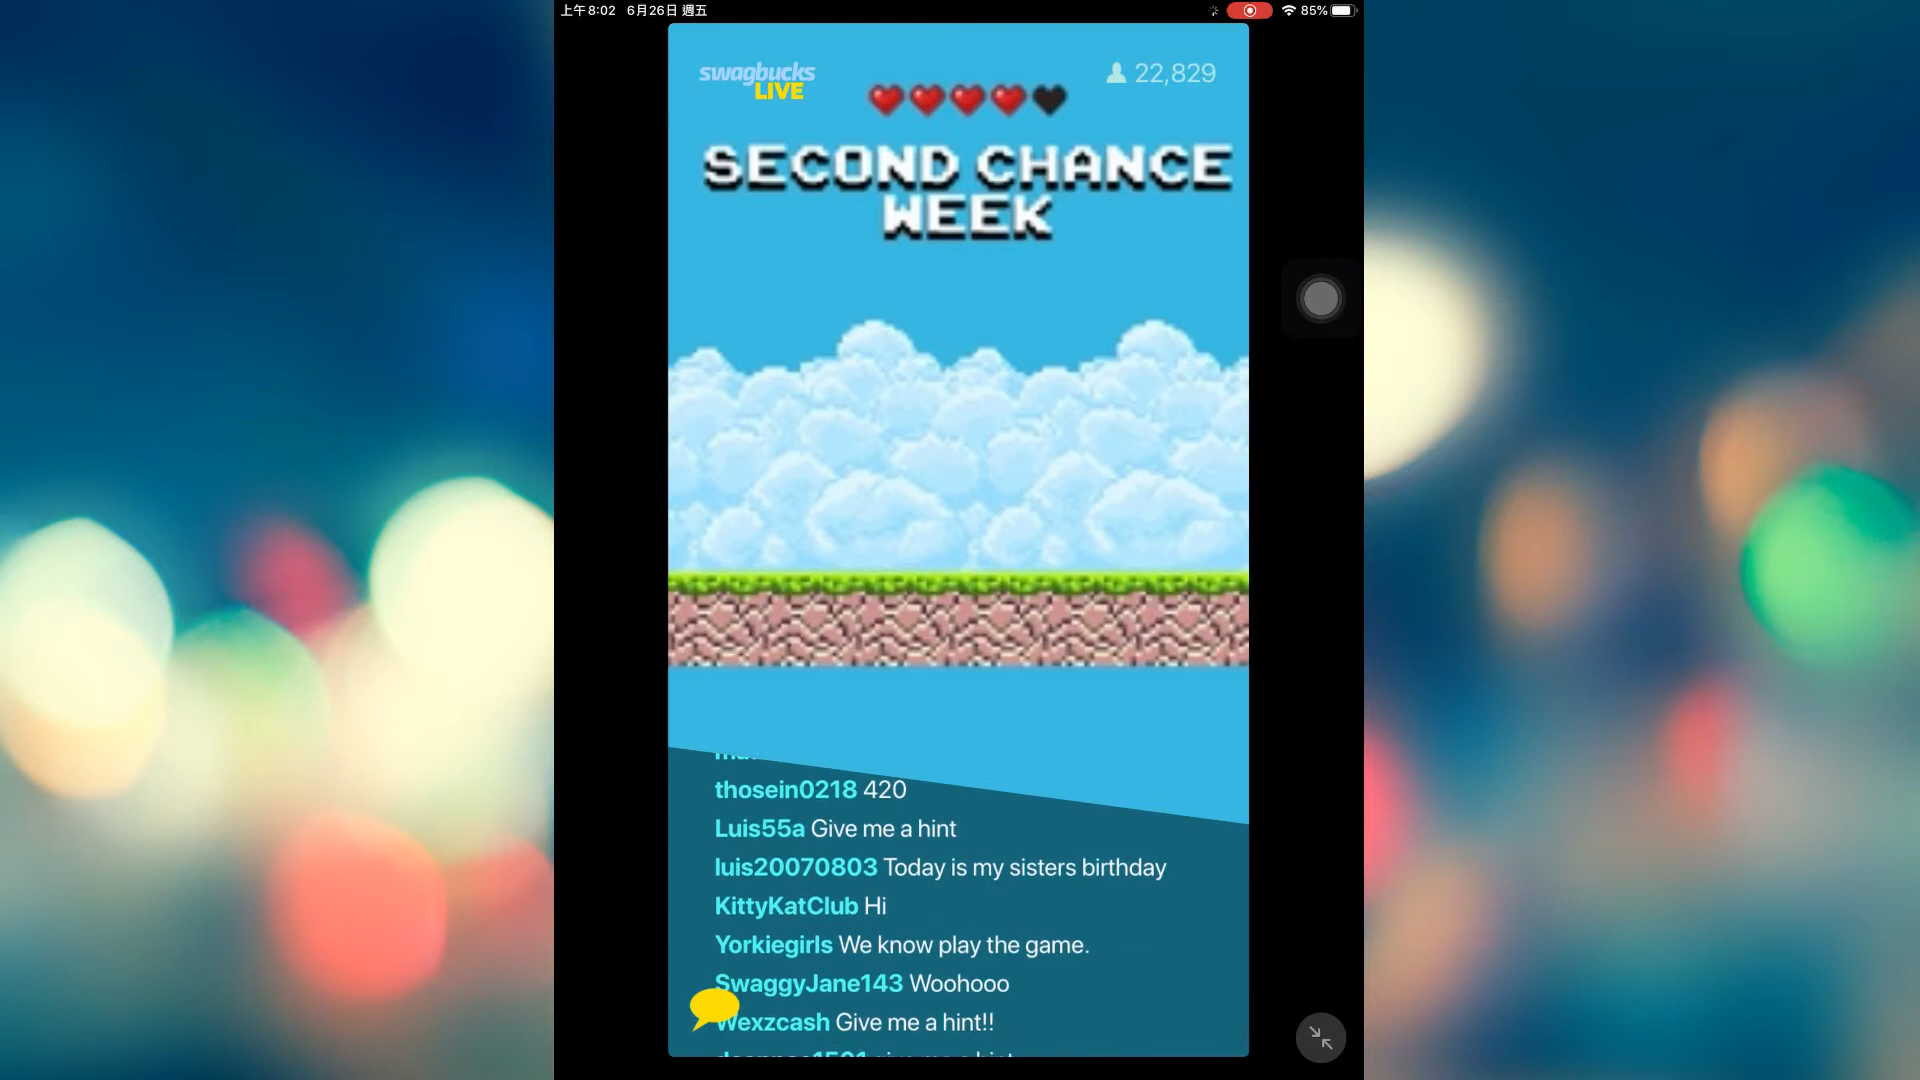 上午8:02 6月26日 週五
85%
swagbucks
LIVE
22,829
SECOND CHANCE
WEEK
thosein0218 420
Luis55a Give me a hint
luis20070803 Today is my sisters birthday
KittyKatClub Hi
Yorkiegirls We know play the game.
SwaggyJane143 Woohooo
Wexzcash Give me a hint!!